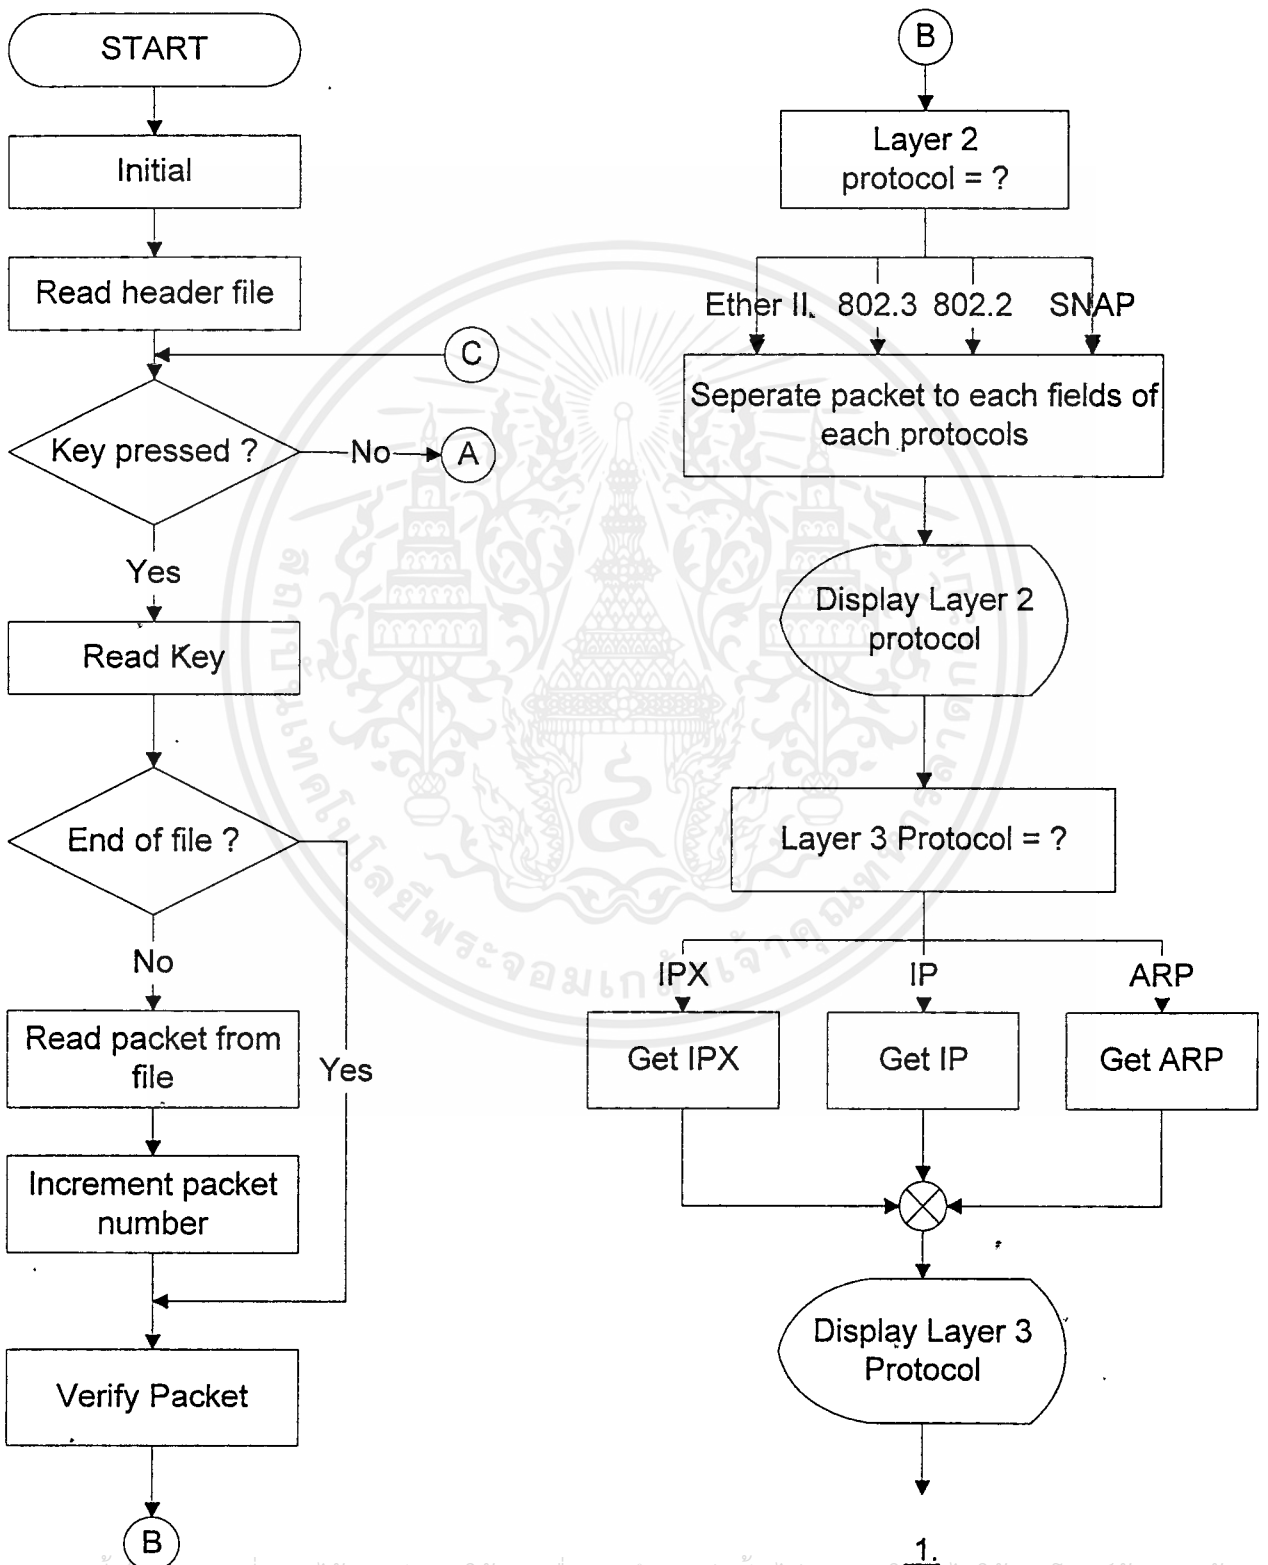 START
Initial
Read header file
C
Key pressed ?
No
A
Yes
Read Key
End of file ?
No
Yes
Read packet from
file
Increment packet
number
Verify Packet
B
B
Layer 2
protocol = ?
Ether II.
802.3
802.2
SNAP
Seperate packet to each fields of
each protocols
Display Layer 2
protocol
Layer 3 Protocol = ?
IPX
IP
ARP
Get IPX
Get IP
Get ARP
Display Layer 3
Protocol
1.